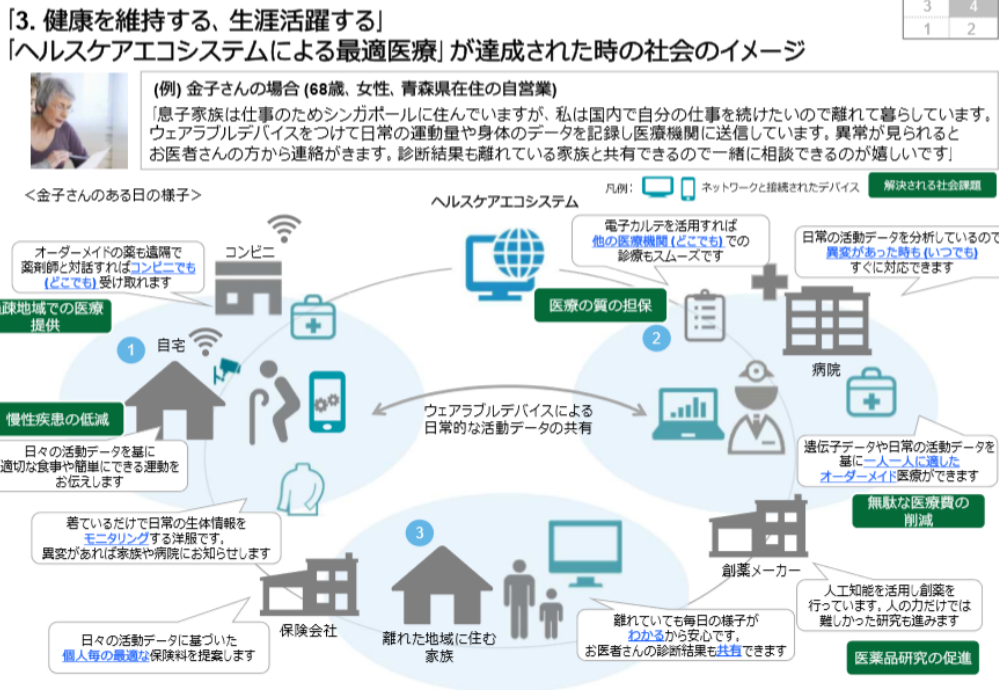 「3. 健康を維持する、生涯活躍する」
「ヘルスケアエコシステムによる最適医療」が達成された時の社会のイメージ
3 4
1 2
(例) 金子さんの場合 (68歳、女性、青森県在住の自営業)
「息子家族は仕事のためシンガポールに住んでいますが、私は国内で自分の仕事を続けたいので離れて暮らしています。
ウェアラブルデバイスをつけて日常の運動量や身体のデータを記録し医療機関に送信しています。異常が見られると
お医者さんの方から連絡がきます。診断結果も離れている家族と共有できるので一緒に相談できるのが嬉しいです」
<金子さんのある日の様子>
ヘルスケアエコシステム
凡例:
ネットワークと接続されたデバイス
解決される社会課題
オーダーメイドの薬も遠隔で
薬剤師と対話すればコンビニでも
(どこでも) 受け取れます
コンビニ
電子カルテを活用すれば
他の医療機関 (どこでも) での
診療もスムーズです
日常の活動データを分析しているので
異変があった時も (いつでも)
すぐに対応できます
疎地域での医療
提供
医療の質の担保
1
自宅
2
病院
慢性疾患の低減
ウェアラブルデバイスによる
日常的な活動データの共有
日々の活動データを基に
適切な食事や簡単にできる運動を
お伝えします
遺伝子データや日常の活動データを
基に一人一人に適した
オーダーメイド医療ができます
無駄な医療費の
削減
着ているだけで日常の生体情報を
モニタリングする洋服です。
異変があれば家族や病院にお知らせします
3
創薬メーカー
人工知能を活用し創薬を
行っています。人の力だけでは
難しかった研究も進みます
保険会社
離れた地域に住む
家族
離れていても毎日の様子が
わかるから安心です。
お医者さんの診断結果も共有できます
日々の活動データに基づいた
個人毎の最適な保険料を提案します
医薬品研究の促進